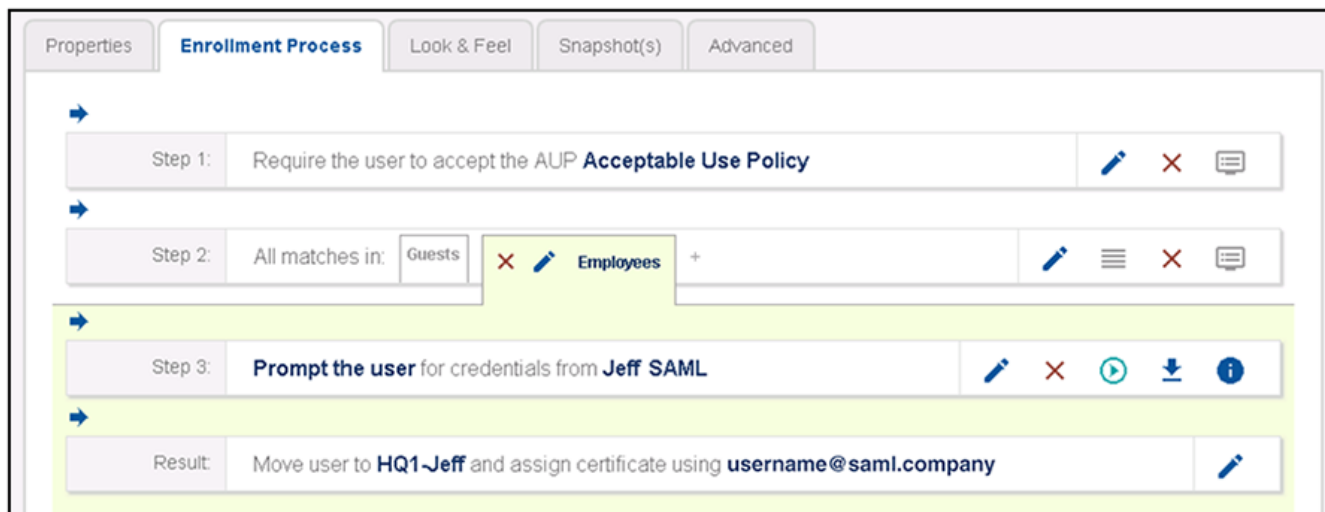 Properties Enrollment Process Look & Feel Snapshot(s) Advanced
Step 1: Require the user to accept the AUP Acceptable Use Policy
Step 2: All matches in: Guests Employees +
Step 3: Prompt the user for credentials from Jeff SAML
Result: Move user to HQ1-Jeff and assign certificate using username@saml.company